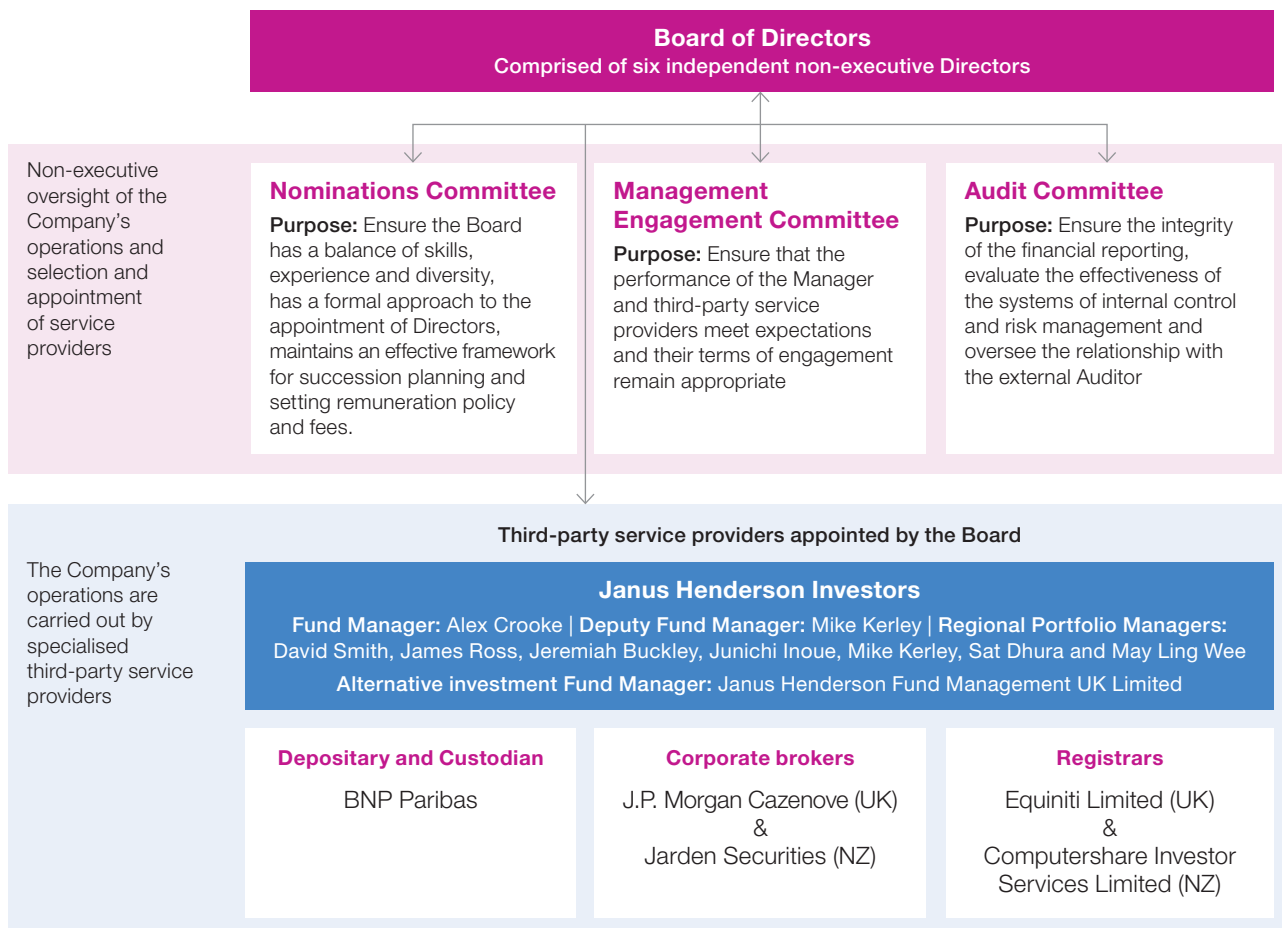 Board of Directors
Comprised of six independent non-executive Directors
Non-executive
oversight of the
Company's
operations and
selection and
appointment
of service
providers
Nominations Committee
Purpose: Ensure the Board
has a balance of skills,
experience and diversity,
has a formal approach to the
appointment of Directors,
maintains an effective framework
for succession planning and
setting remuneration policy
and fees.
Management
Engagement Committee
Purpose: Ensure that the
performance of the Manager
and third-party service
providers meet expectations
and their terms of engagement
remain appropriate
Audit Committee
Purpose: Ensure the integrity
of the financial reporting,
evaluate the effectiveness of
the systems of internal control
and risk management and
oversee the relationship with
the external Auditor
The Company's
operations are
carried out by
specialised
third-party service
providers
Third-party service providers appointed by the Board
Janus Henderson Investors
Fund Manager: Alex Crooke | Deputy Fund Manager: Mike Kerley | Regional Portfolio Managers:
David Smith, James Ross, Jeremiah Buckley, Junichi Inoue, Mike Kerley, Sat Dhura and May Ling Wee
Alternative investment Fund Manager: Janus Henderson Fund Management UK Limited
Depositary and Custodian
BNP Paribas
Corporate brokers
J.P. Morgan Cazenove (UK)
&
Jarden Securities (NZ)
Registrars
Equiniti Limited (UK)
&
Computershare Investor
Services Limited (NZ)